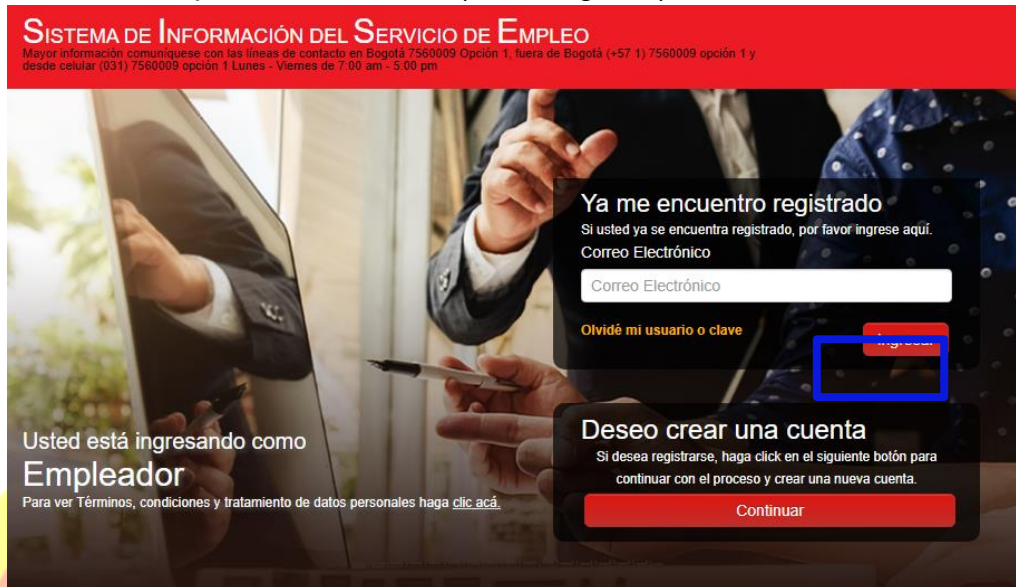 SISTEMA DE INFORMACIÓN DEL SERVICIO DE EMPLEO
Mayor información comuníquese con las líneas de contacto en Bogotá 7560009 Opción 1, fuera de Bogotá (+57 1) 7560009 opción 1 y
desde celular (031) 7560009 opción 1 Lunes - Viernes de 7:00 am - 5:00 pm
Ya me encuentro registrado
Si usted ya se encuentra registrado, por favor ingrese aquí.
Correo Electrónico
Correo Electrónico
Olvidé mi usuario o clave
Ingresar
Usted está ingresando como
Empleador
Para ver Términos, condiciones y tratamiento de datos personales haga clic acá.
Deseo crear una cuenta
Si desea registrarse, haga click en el siguiente botón para
continuar con el proceso y crear una nueva cuenta.
Continuar